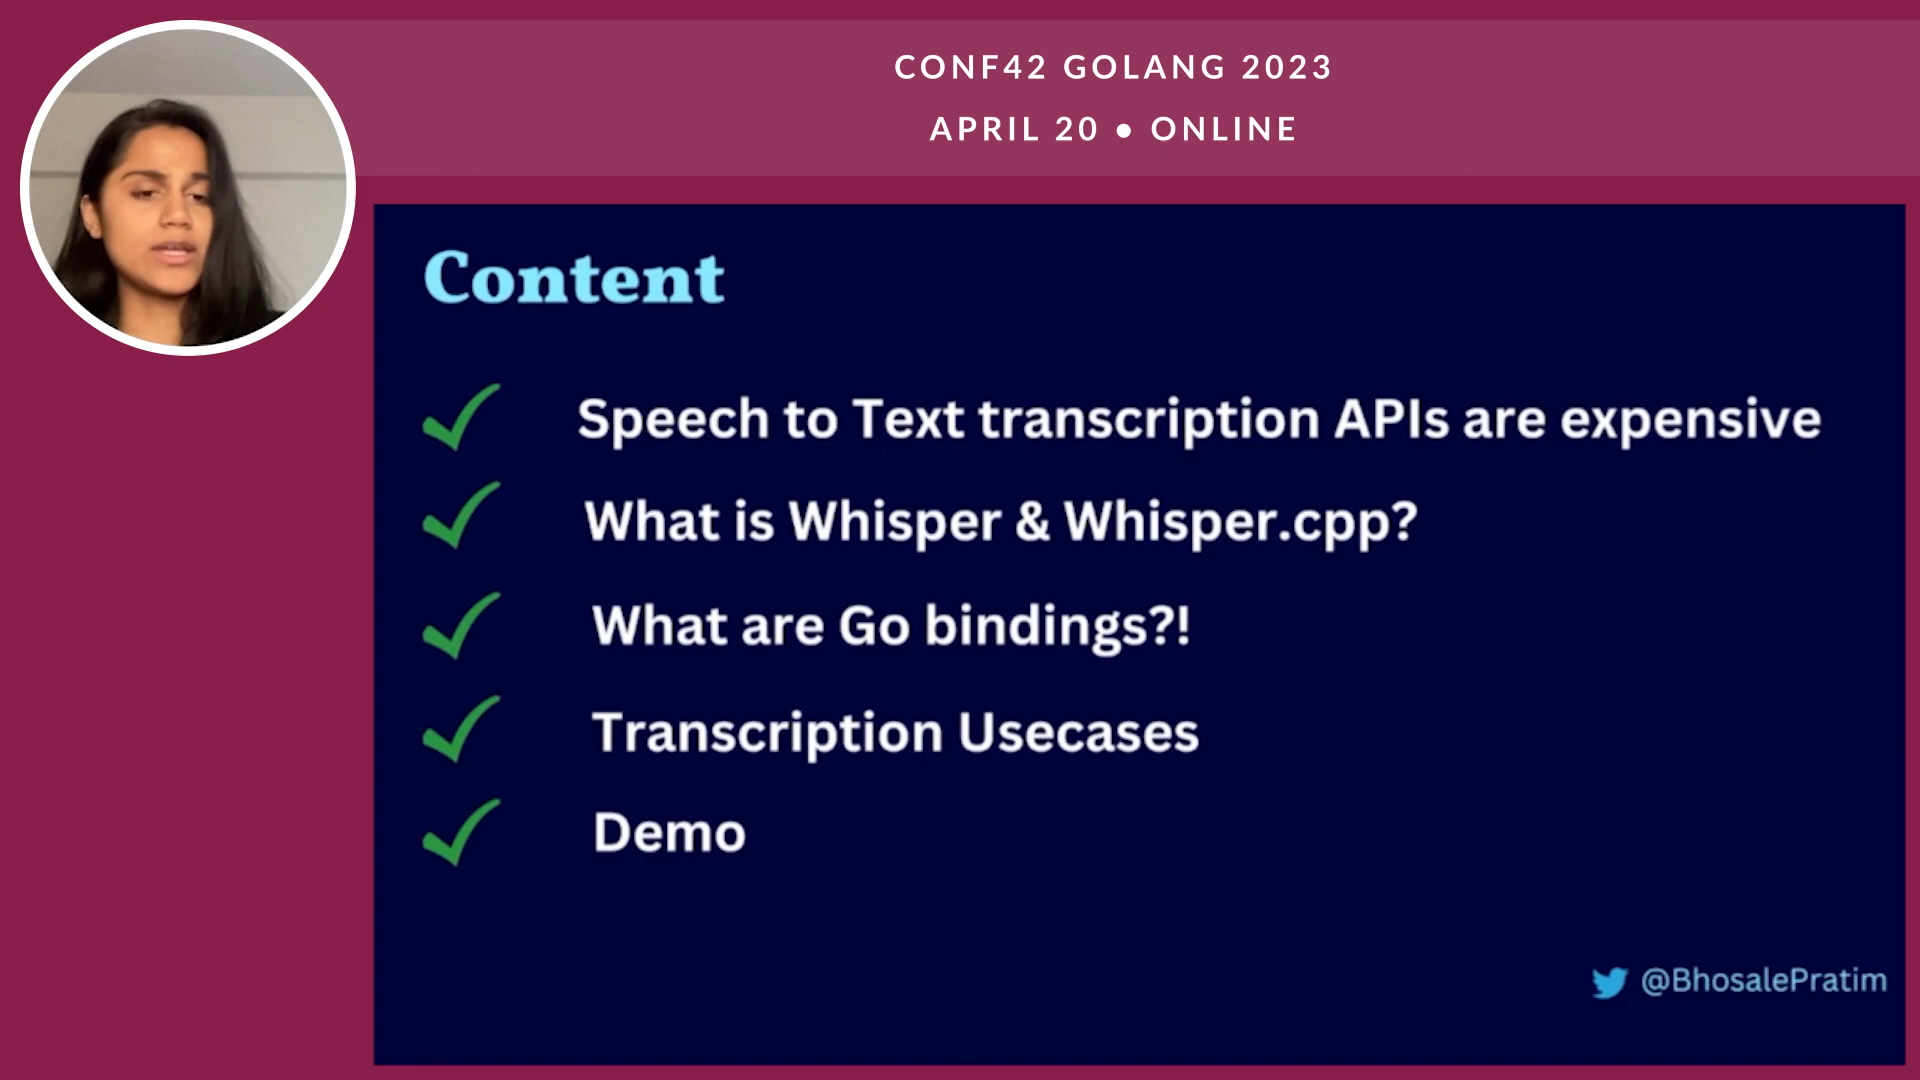 CONF42 GOLANG 2023
APRIL 20 ● ONLINE
Content
Speech to Text transcription APIs are expensive
What is Whisper & Whisper.cpp?
What are Go bindings?!
Transcription Usecases
Demo
@BhosalePratim